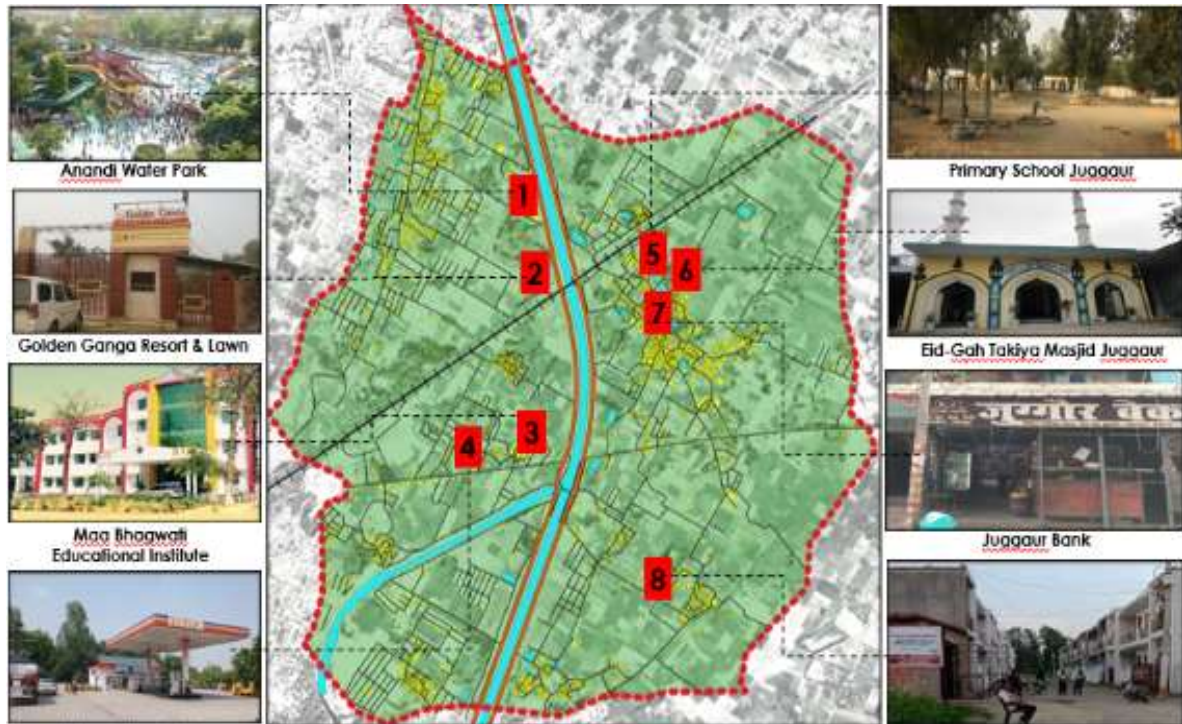 Anandi Water Park
Golden Ganga Resort & Lawn
Maa Bhagwati
Educational Institute
1
2
3
4
5
6
7
8
Primary School Juggaur
Eid-Gah Takiya Masjid Juggaur
Juggaur Bank